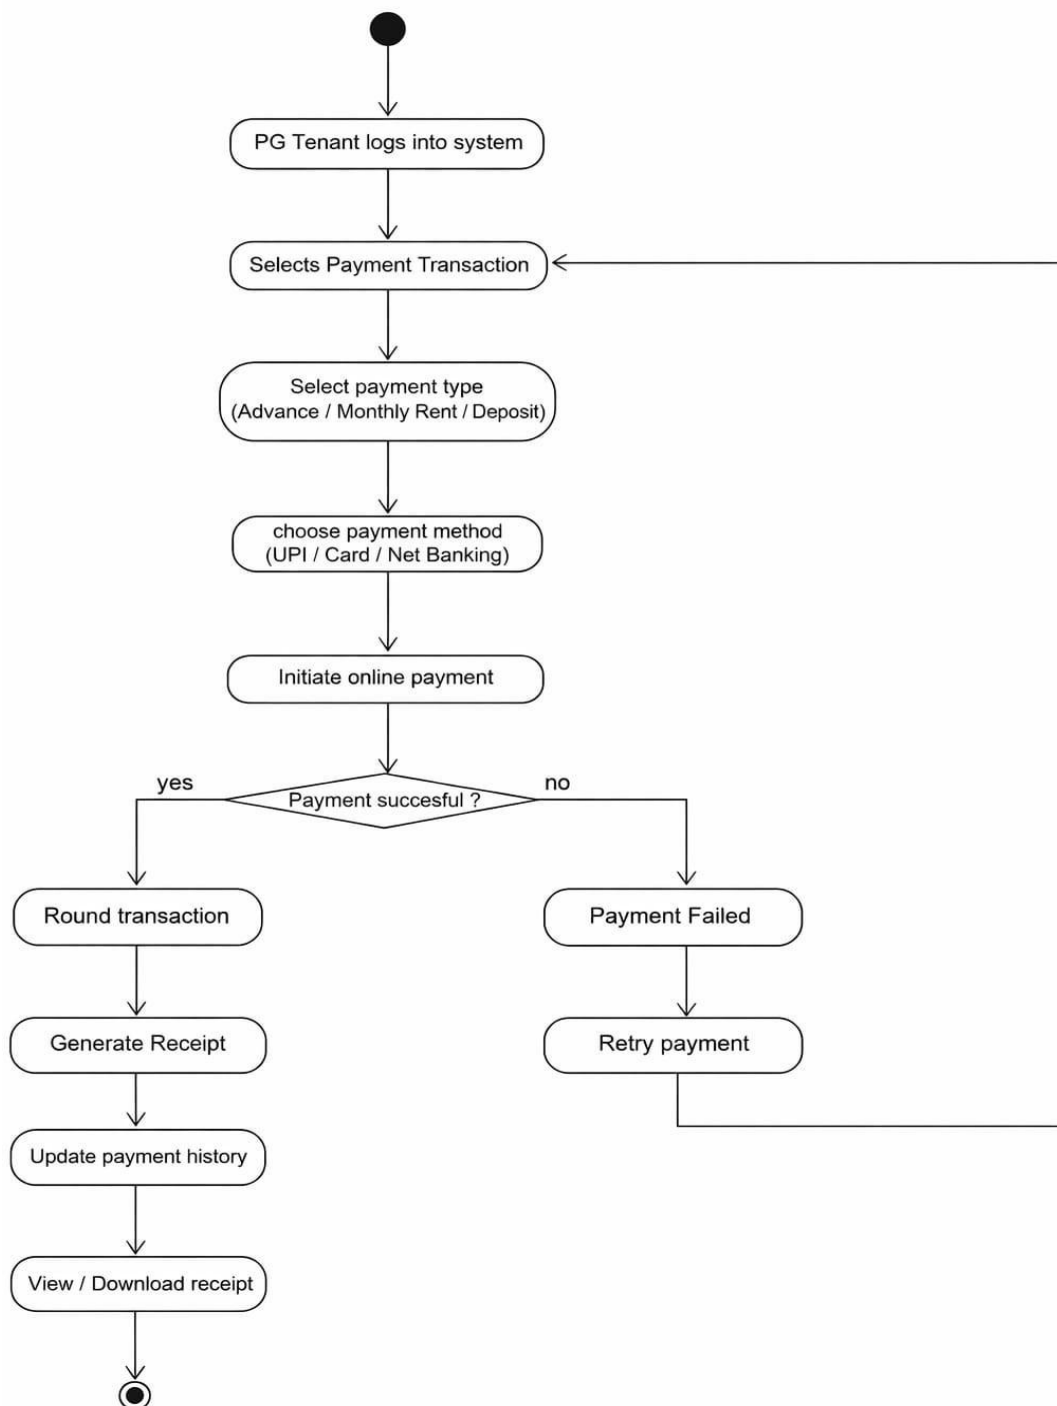 PG Tenant logs into system
Selects Payment Transaction
Select payment type
(Advance / Monthly Rent / Deposit)
choose payment method
(UPI / Card / Net Banking)
Initiate online payment
yes
no
Payment succesful ?
Round transaction
Payment Failed
Generate Receipt
Retry payment
Update payment history
View / Download receipt